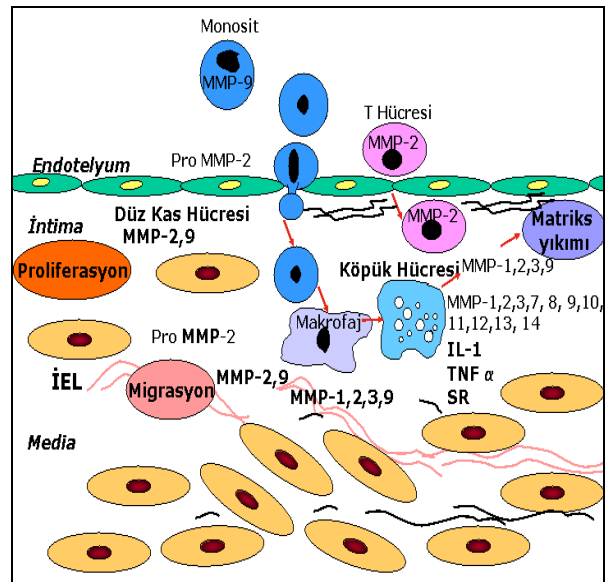 Monosit
MMP-9
T Hücresi
MMP-2
Pro MMP-2
Endotelyum
Düz Kas Hücresi
MMP-2,9
MMP-2
Matriks
yıkımı
İntima
Proliferasyon
Köpük Hücresi
MMP-1,2,3,9
MMP-1,2,3,7, 8, 9,10,
11,12,13, 14
Makrofaj
Pro MMP-2
IL-1
TNF α
SR
İEL
Migrasyon
MMP-2,9
MMP-1,2,3,9
Media